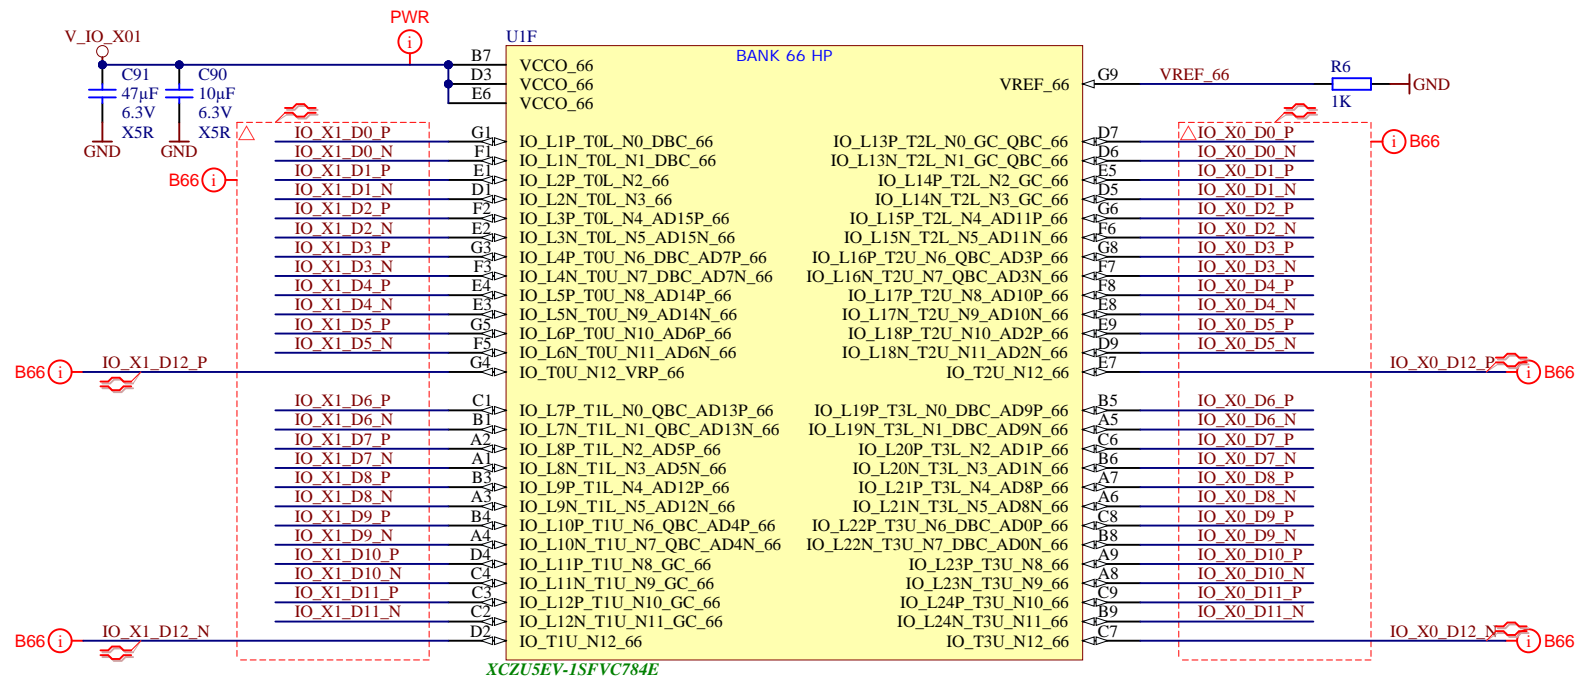 PWR
V_IO_X01
U1F
BANK 66 HP
C91
47µF
6.3V
X5R
GND
C90
10µF
6.3V
X5R
GND
B7 VCCO_66
D3 VCCO_66
E6 VCCO_66
VREF_66 G9 VREF_66 R6 1K GND
IO_X1_D0_P G1 IO_L1P_T0L_N0_DBC_66 IO_L13P_T2L_N0_GC_QBC_66 D7 IO_X0_D0_P
B66
IO_X1_D0_N F1 IO_L1N_T0L_N1_DBC_66 IO_L13N_T2L_N1_GC_QBC_66 D6 IO_X0_D0_N
B66
IO_X1_D1_P E1 IO_L2P_T0L_N2_66 IO_L14P_T2L_N2_GC_66 E5 IO_X0_D1_P
IO_X1_D1_N D1 IO_L2N_T0L_N3_66 IO_L14N_T2L_N3_GC_66 D5 IO_X0_D1_N
IO_X1_D2_P F2 IO_L3P_T0L_N4_AD15P_66 IO_L15P_T2L_N4_AD11P_66 G6 IO_X0_D2_P
IO_X1_D2_N E2 IO_L3N_T0L_N5_AD15N_66 IO_L15N_T2L_N5_AD11N_66 F6 IO_X0_D2_N
IO_X1_D3_P G3 IO_L4P_T0U_N6_DBC_AD7P_66 IO_L16P_T2U_N6_QBC_AD3P_66 G8 IO_X0_D3_P
IO_X1_D3_N F3 IO_L4N_T0U_N7_DBC_AD7N_66 IO_L16N_T2U_N7_QBC_AD3N_66 F7 IO_X0_D3_N
IO_X1_D4_P E4 IO_L5P_T0U_N8_AD14P_66 IO_L17P_T2U_N8_AD10P_66 F8 IO_X0_D4_P
IO_X1_D4_N E3 IO_L5N_T0U_N9_AD14N_66 IO_L17N_T2U_N9_AD10N_66 E8 IO_X0_D4_N
IO_X1_D5_P G5 IO_L6P_T0U_N10_AD6P_66 IO_L18P_T2U_N10_AD2P_66 E9 IO_X0_D5_P
IO_X1_D5_N F5 IO_L6N_T0U_N11_AD6N_66 IO_L18N_T2U_N11_AD2N_66 D9 IO_X0_D5_N
B66 IO_X1_D12_P G4 IO_T0U_N12_VRP_66 IO_T2U_N12_66 E7 IO_X0_D12_P B66
IO_X1_D6_P C1 IO_L7P_T1L_N0_QBC_AD13P_66 IO_L19P_T3L_N0_DBC_AD9P_66 B5 IO_X0_D6_P
IO_X1_D6_N B1 IO_L7N_T1L_N1_QBC_AD13N_66 IO_L19N_T3L_N1_DBC_AD9N_66 A5 IO_X0_D6_N
IO_X1_D7_P A2 IO_L8P_T1L_N2_AD5P_66 IO_L20P_T3L_N2_AD1P_66 C6 IO_X0_D7_P
IO_X1_D7_N A1 IO_L8N_T1L_N3_AD5N_66 IO_L20N_T3L_N3_AD1N_66 B6 IO_X0_D7_N
IO_X1_D8_P B3 IO_L9P_T1L_N4_AD12P_66 IO_L21P_T3L_N4_AD8P_66 A7 IO_X0_D8_P
IO_X1_D8_N A3 IO_L9N_T1L_N5_AD12N_66 IO_L21N_T3L_N5_AD8N_66 A6 IO_X0_D8_N
IO_X1_D9_P B4 IO_L10P_T1U_N6_QBC_AD4P_66 IO_L22P_T3U_N6_DBC_AD0P_66 C8 IO_X0_D9_P
IO_X1_D9_N A4 IO_L10N_T1U_N7_QBC_AD4N_66 IO_L22N_T3U_N7_DBC_AD0N_66 B8 IO_X0_D9_N
IO_X1_D10_P D4 IO_L11P_T1U_N8_GC_66 IO_L23P_T3U_N8_66 A9 IO_X0_D10_P
IO_X1_D10_N C4 IO_L11N_T1U_N9_GC_66 IO_L23N_T3U_N9_66 A8 IO_X0_D10_N
IO_X1_D11_P C3 IO_L12P_T1U_N10_GC_66 IO_L24P_T3U_N10_66 C9 IO_X0_D11_P
IO_X1_D11_N C2 IO_L12N_T1U_N11_GC_66 IO_L24N_T3U_N11_66 B9 IO_X0_D11_N
B66 IO_X1_D12_N D2 IO_T1U_N12_66 IO_T3U_N12_66 C7 IO_X0_D12_N B66
XCZU5EV-1SFVC784E